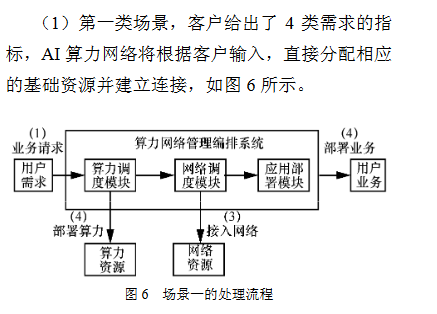 （1）第一类场景，客户给出了 4 类需求的指
标，AI 算力网络将根据客户输入，直接分配相应
的基础资源并建立连接，如图 6 所示。
(1)
业务请求
算力网络管理编排系统
(4)
部署业务
用户
需求
算力调
度模块
网络调
度模块
应用部
署模块
用户
业务
(4)
部署算力
(3)
接入网络
算力
资源
网络
资源
图 6 场景一的处理流程